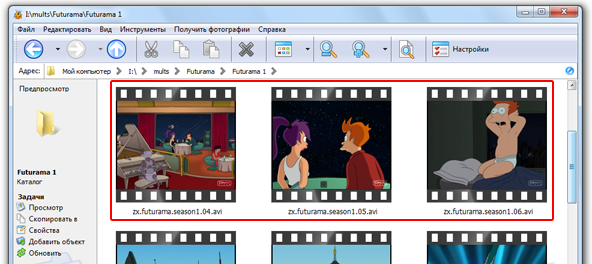 I:\mults\Futurama\Futurama 1
Файл Редактировать Вид Инструменты Получить фотографии Справка
Настройки
Адрес: Мой компьютер I:\ mults Futurama Futurama 1
Предпросмотр
Futurama 1
Каталог
Задачи
Просмотр
Скопировать в
Свойства
Добавить объект
Обновить
zx.futurama.season1.04.avi zx.futurama.season1.05.avi zx.futurama.season1.06.avi